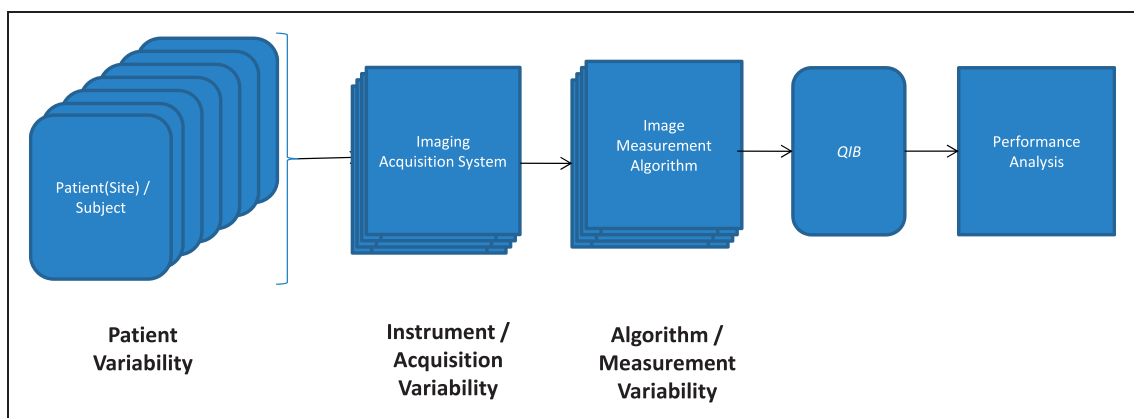 Patient(Site) /
Subject
Imaging
Acquisition System
Image
Measurement
Algorithm
QIB
Performance
Analysis
Patient
Variability
Instrument /
Acquisition
Variability
Algorithm /
Measurement
Variability